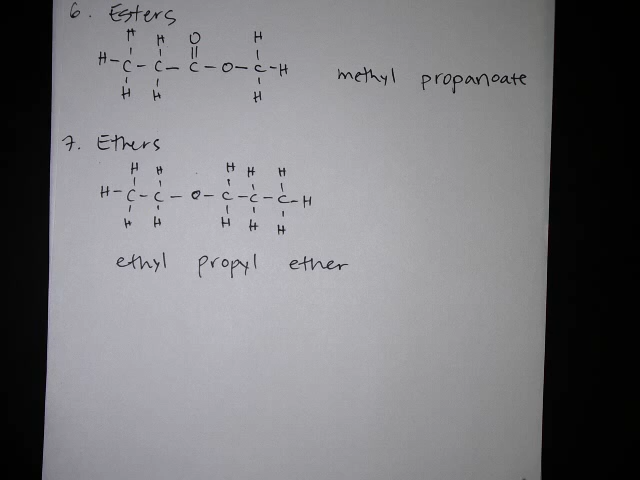 6. Esters
H H O H
H-C-C-C-O-C-H
H H H
methyl propanoate
7. Ethers
H H H H H
H-C-C-O-C-C-C-H
H H H H H
ethyl propyl ether